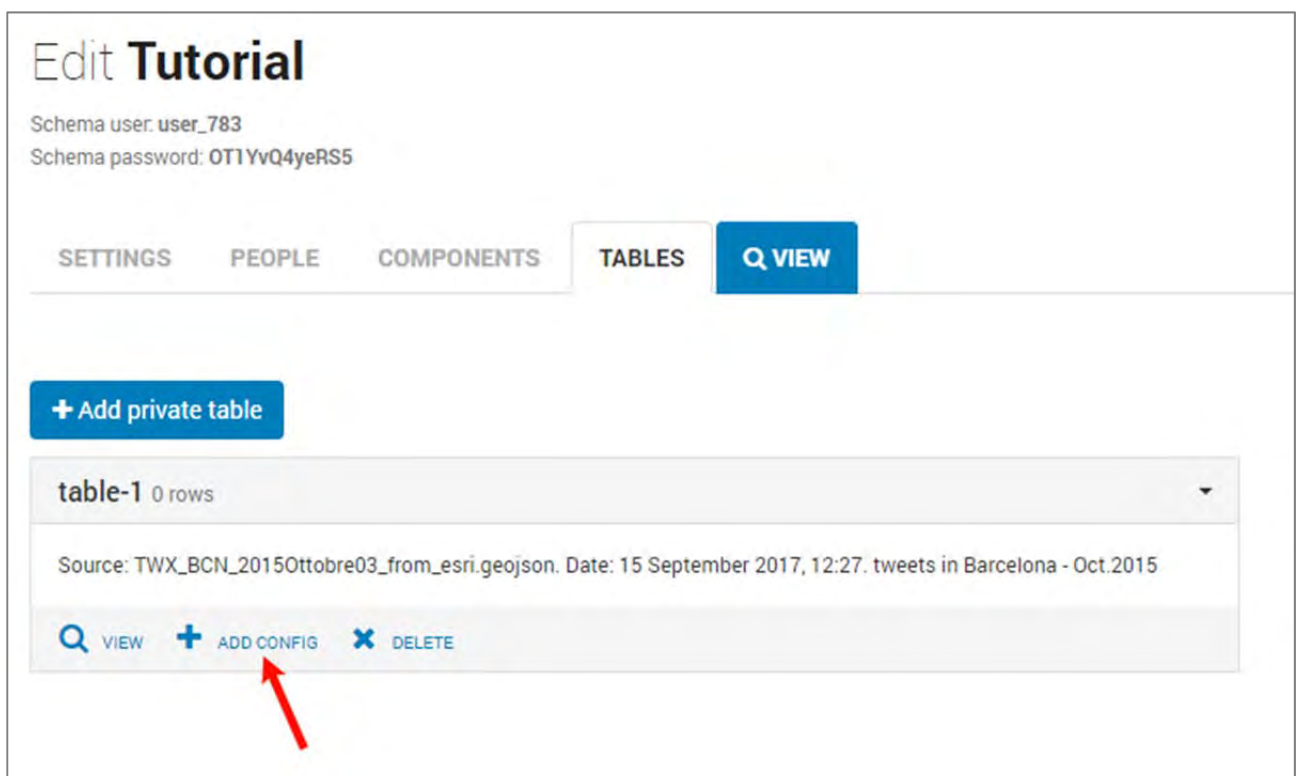 Edit Tutorial
Schema user: user_783
Schema password: OT1YvQ4yeRS5
SETTINGS PEOPLE COMPONENTS TABLES VIEW
+ Add private table
table-1 0 rows
Source: TWX_BCN_2015Ottobre03_from_esri.geojson. Date: 15 September 2017, 12:27. tweets in Barcelona - Oct.2015
VIEW ADD CONFIG DELETE